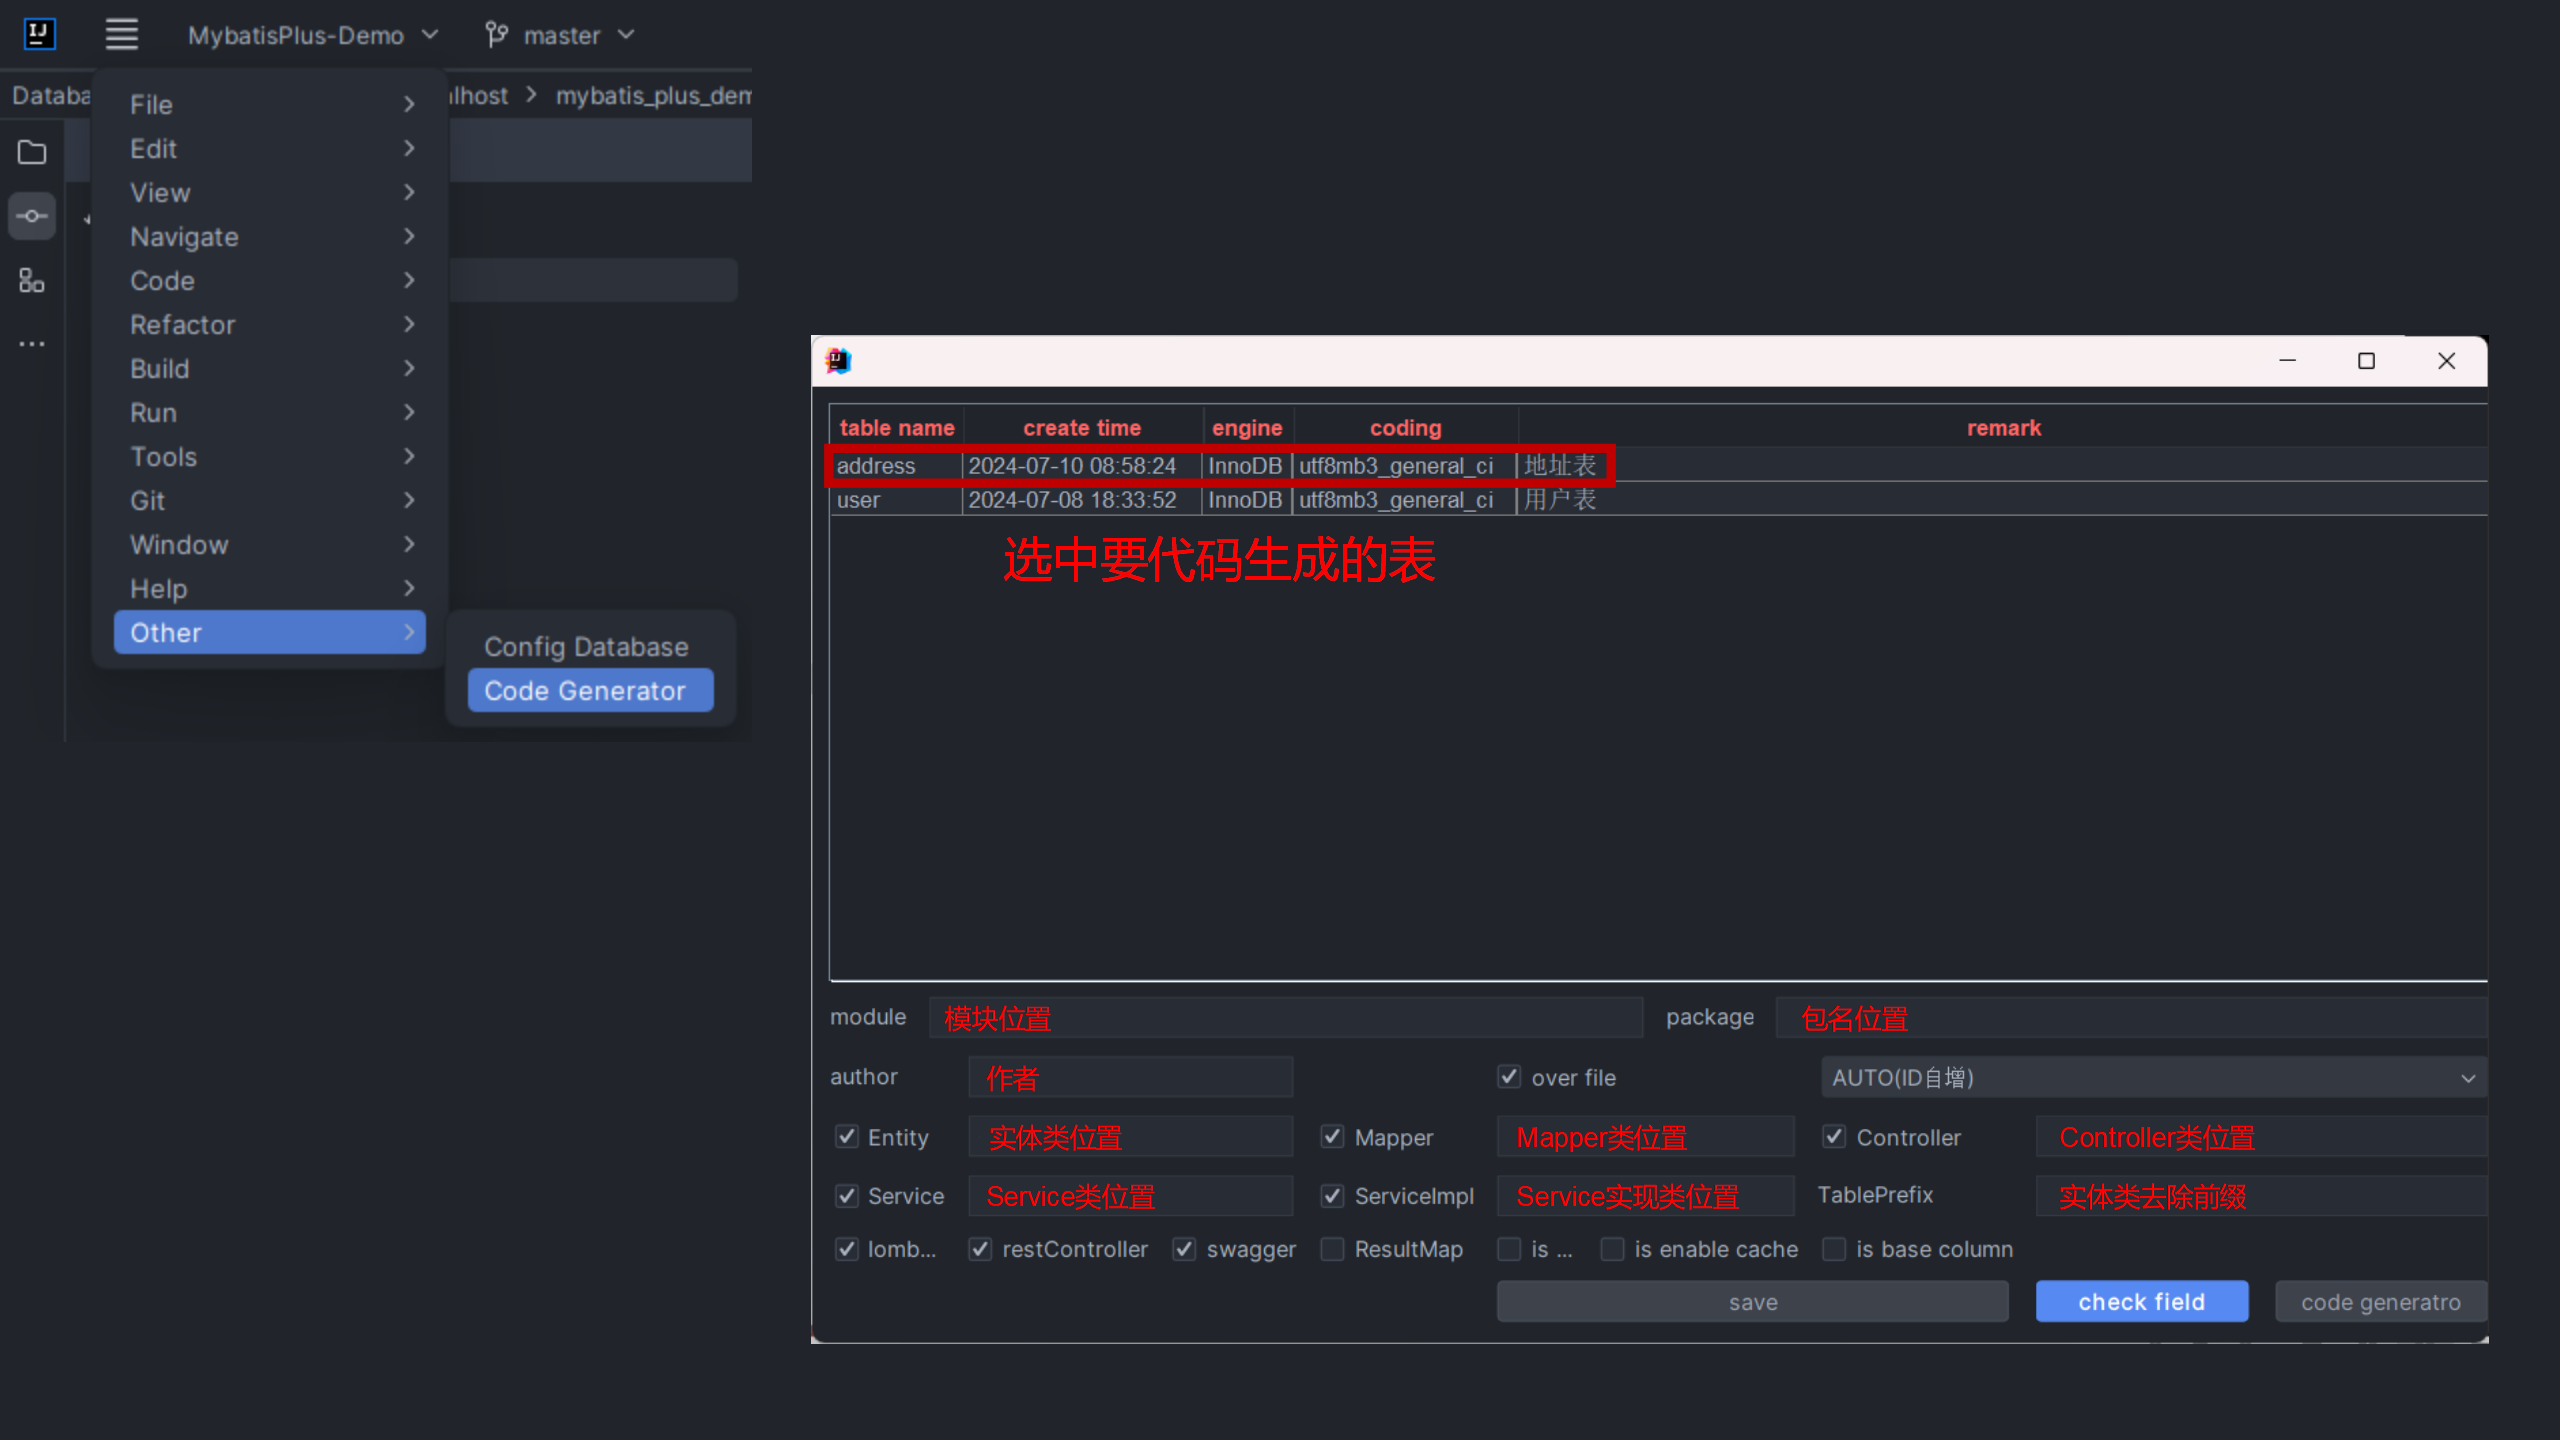 MybatisPlus-Demo master
Databa lhost > mybatis_plus_dem
File
Edit
View
Navigate
Code
Refactor
Build
Run
Tools
Git
Window
Help
Other
Config Database
Code Generator
table name create time engine coding remark
address 2024-07-10 08:58:24 InnoDB utf8mb3_general_ci 地址表
user 2024-07-08 18:33:52 InnoDB utf8mb3_general_ci 用户表
选中要代码生成的表
module 模块位置 package 包名位置
author 作者 over file AUTO(ID自增)
Entity 实体类位置 Mapper Mapper类位置 Controller Controller类位置
Service Service类位置 ServiceImpl Service实现类位置 TablePrefix 实体类去除前缀
lomb... restController swagger ResultMap is ... is enable cache is base column
save check field code generatro